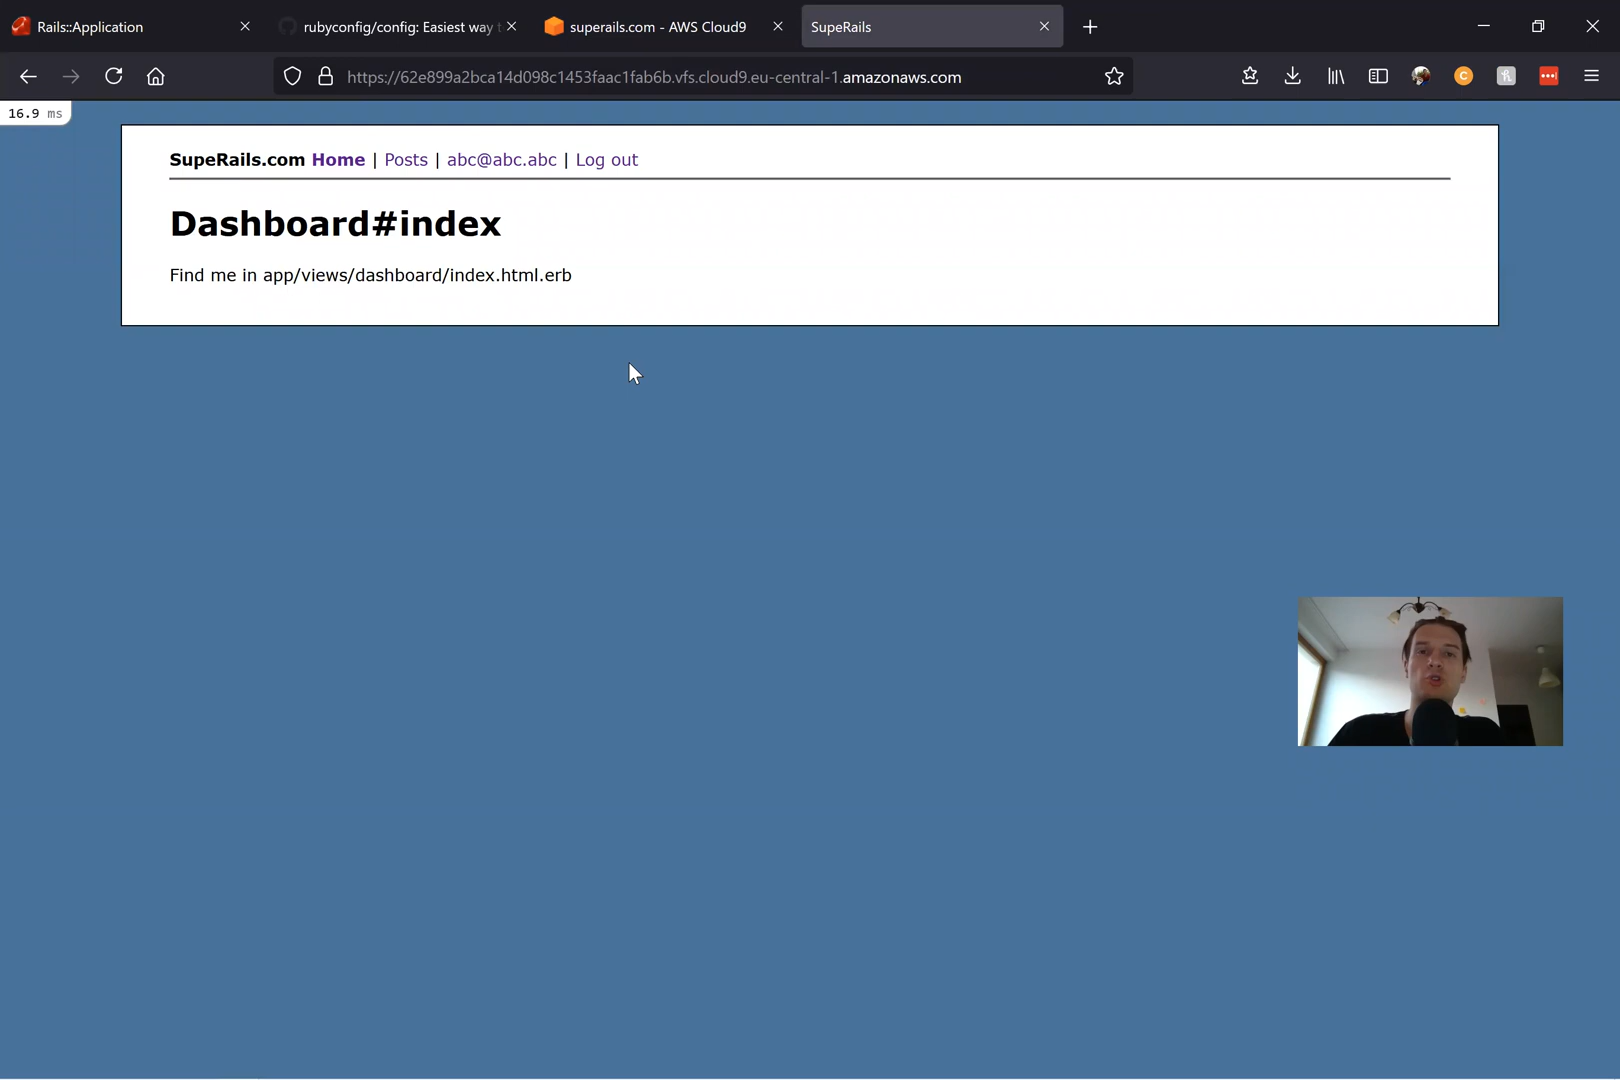 Rails::Application
rubyconfig/config: Easiest way t
superails.com - AWS Cloud9
SupeRails
https://62e899a2bca14d098c1453faac1fab6b.vfs.cloud9.eu-central-1.amazonaws.com
C
16.9 ms
SupeRails.com Home | Posts | abc@abc.abc | Log out
Dashboard#index
Find me in app/views/dashboard/index.html.erb